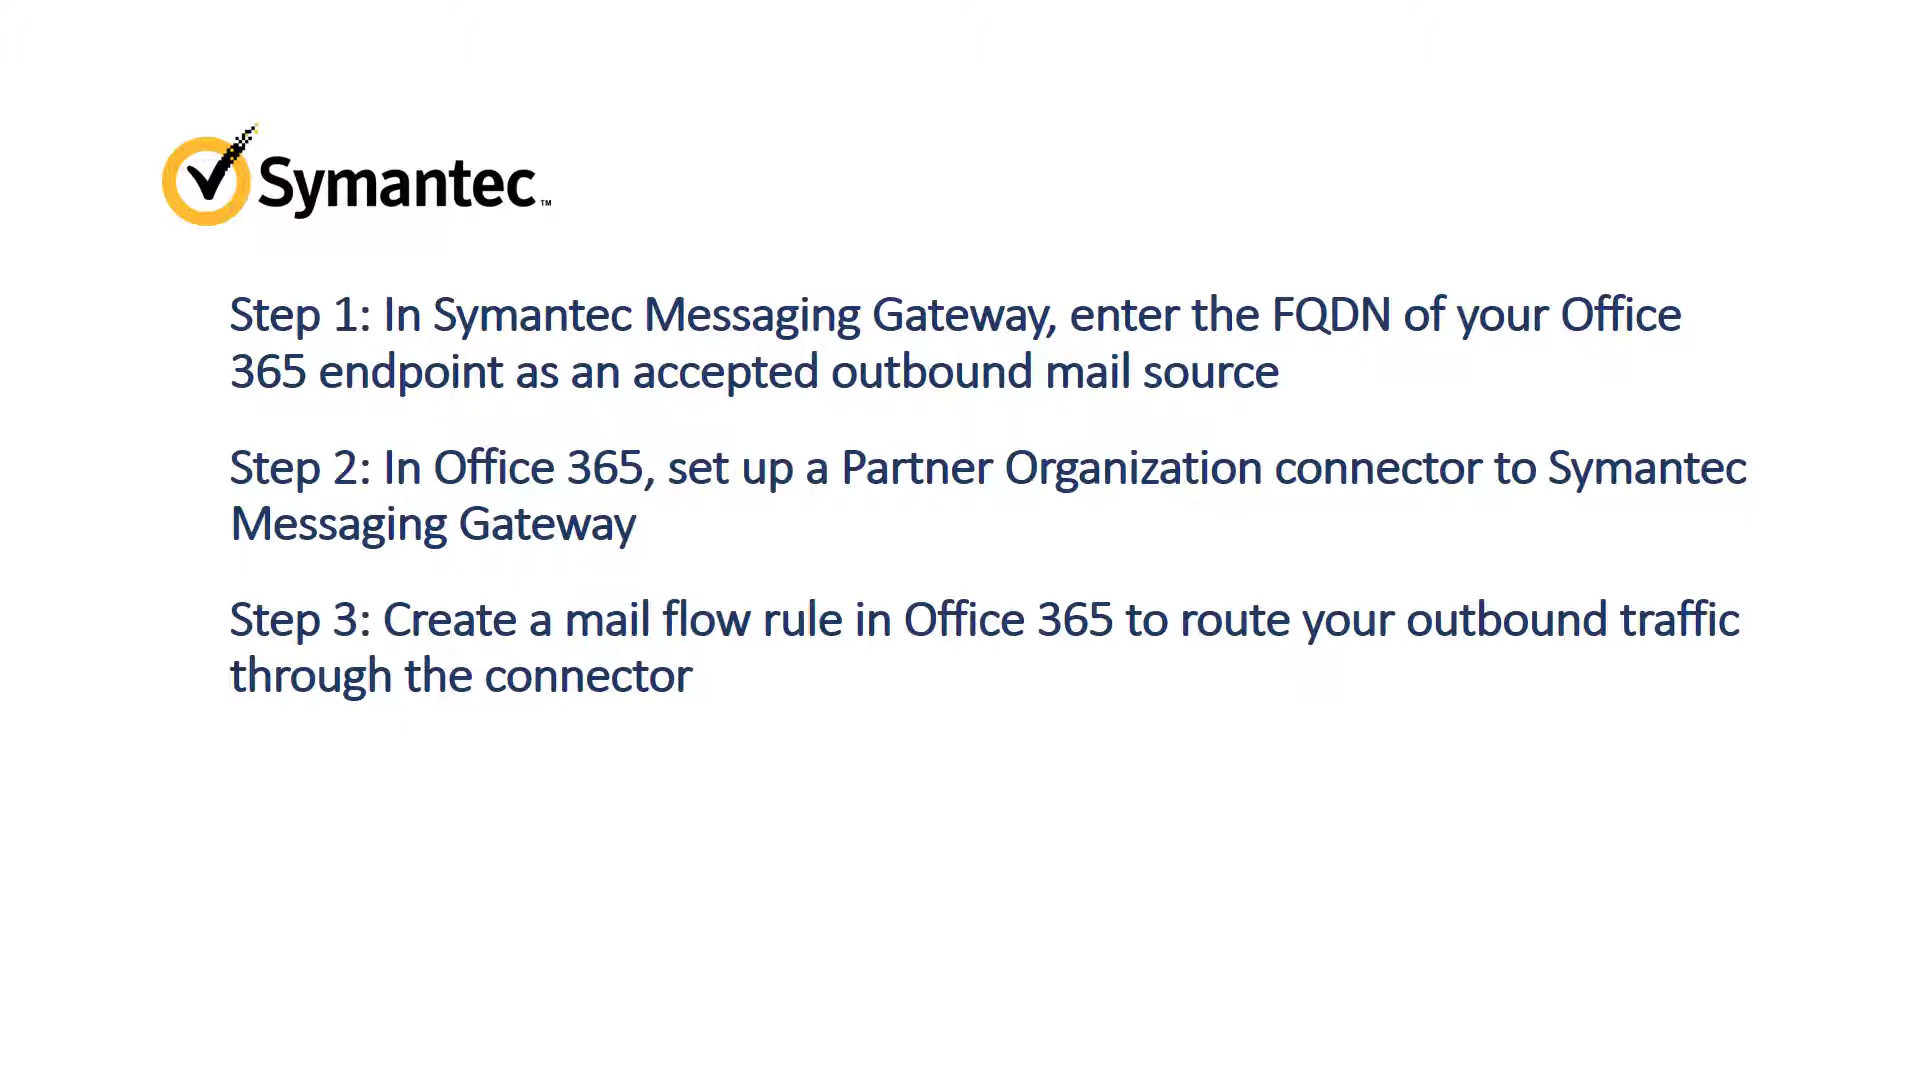 Symantec™
Step 1: In Symantec Messaging Gateway, enter the FQDN of your Office
365 endpoint as an accepted outbound mail source
Step 2: In Office 365, set up a Partner Organization connector to Symantec
Messaging Gateway
Step 3: Create a mail flow rule in Office 365 to route your outbound traffic
through the connector